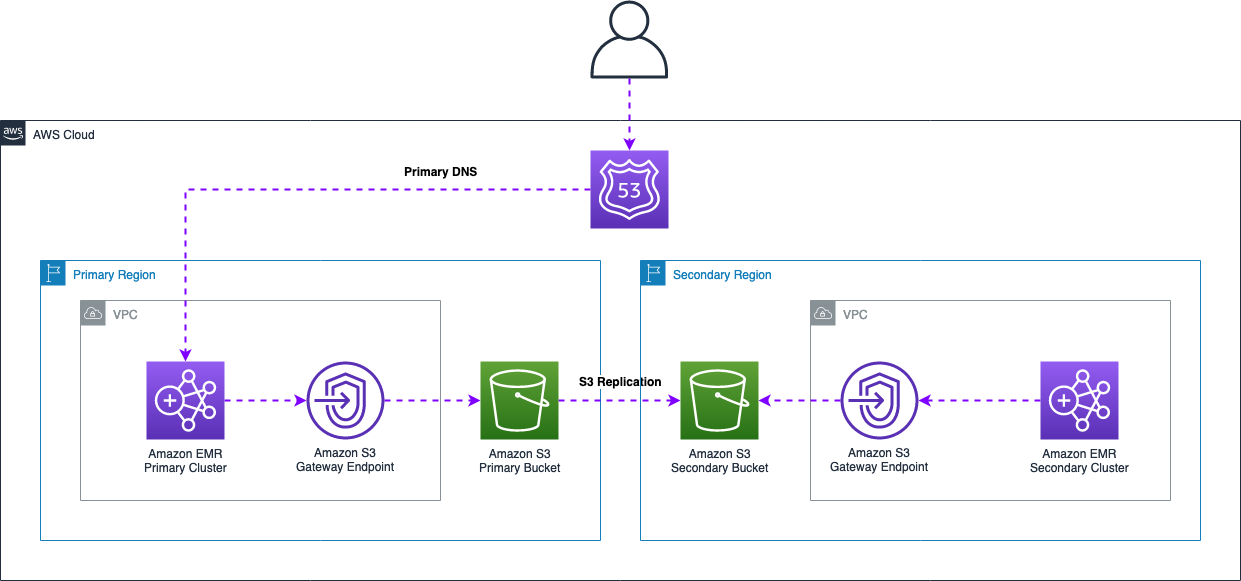 aws
AWS Cloud
53
Primary DNS
Primary Region
VPC
Amazon EMR
Primary Cluster
Amazon S3
Gateway Endpoint
Amazon S3
Primary Bucket
S3 Replication
Secondary Region
VPC
Amazon S3
Secondary Bucket
Amazon S3
Gateway Endpoint
Amazon EMR
Secondary Cluster